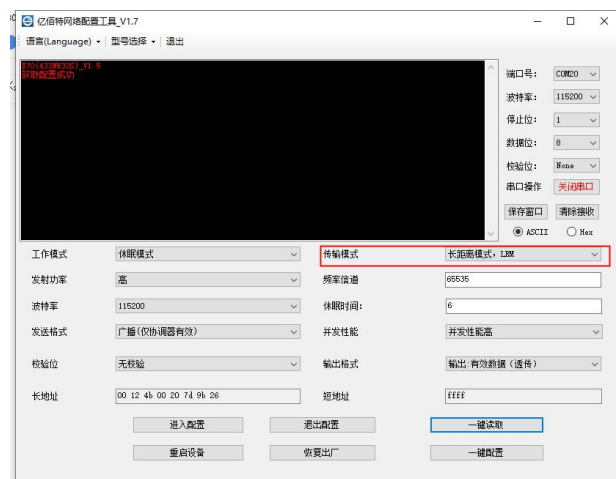 亿佰特网络配置工具_V1.7
语言(Language) 型号选择 退出
E70(433NW30S)_V1.5
获取配置成功
端口号: COM20
波特率: 115200
停止位: 1
数据位: 8
校验位: None
串口操作 关闭串口
保存窗口 清除接收
ASCII Hex
工作模式 休眠模式 传输模式 长距离模式，LRM
发射功率 高 频率信道 65535
波特率 115200 休眠时间: 6
发送格式 广播(仅协调器有效) 并发性能 并发性能高
校验位 无校验 输出格式 输出:有效数据（透传）
长地址 00 12 4b 00 20 7d 9b 26 短地址 ffff
进入配置 退出配置 一键读取
重启设备 恢复出厂 一键配置